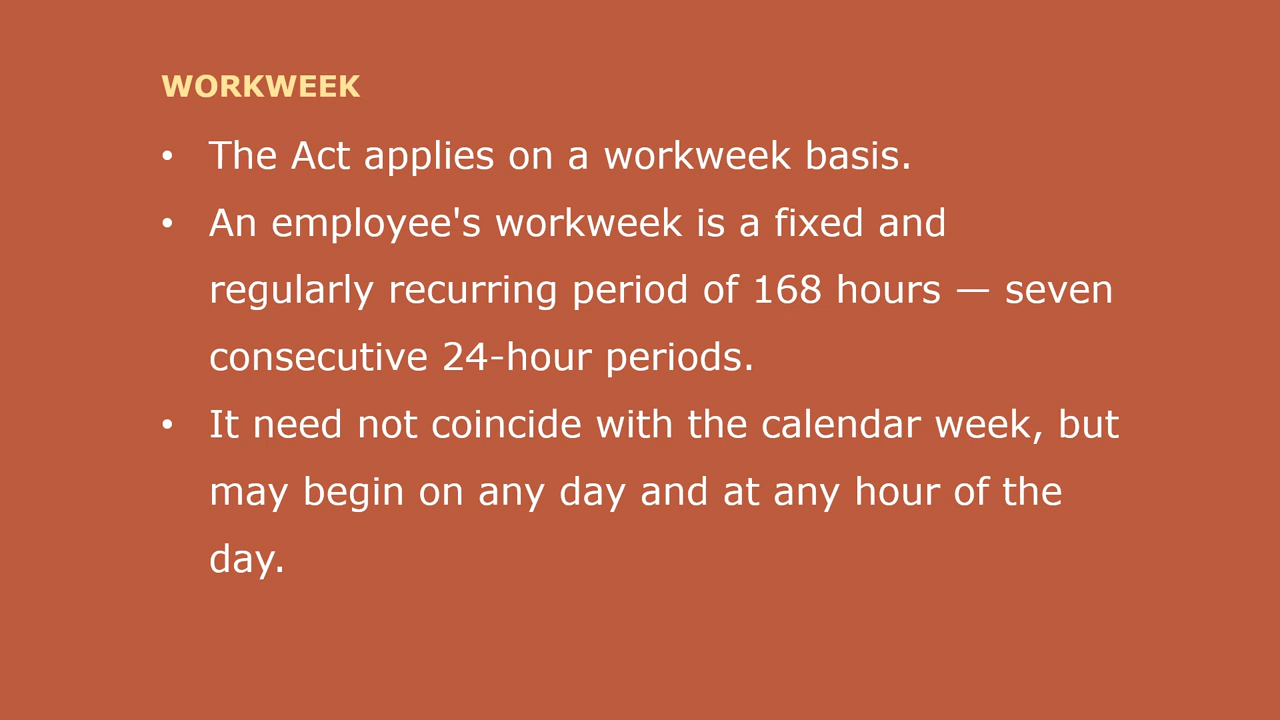 WORKWEEK
• The Act applies on a workweek basis.
• An employee's workweek is a fixed and
regularly recurring period of 168 hours — seven
consecutive 24-hour periods.
• It need not coincide with the calendar week, but
may begin on any day and at any hour of the
day.